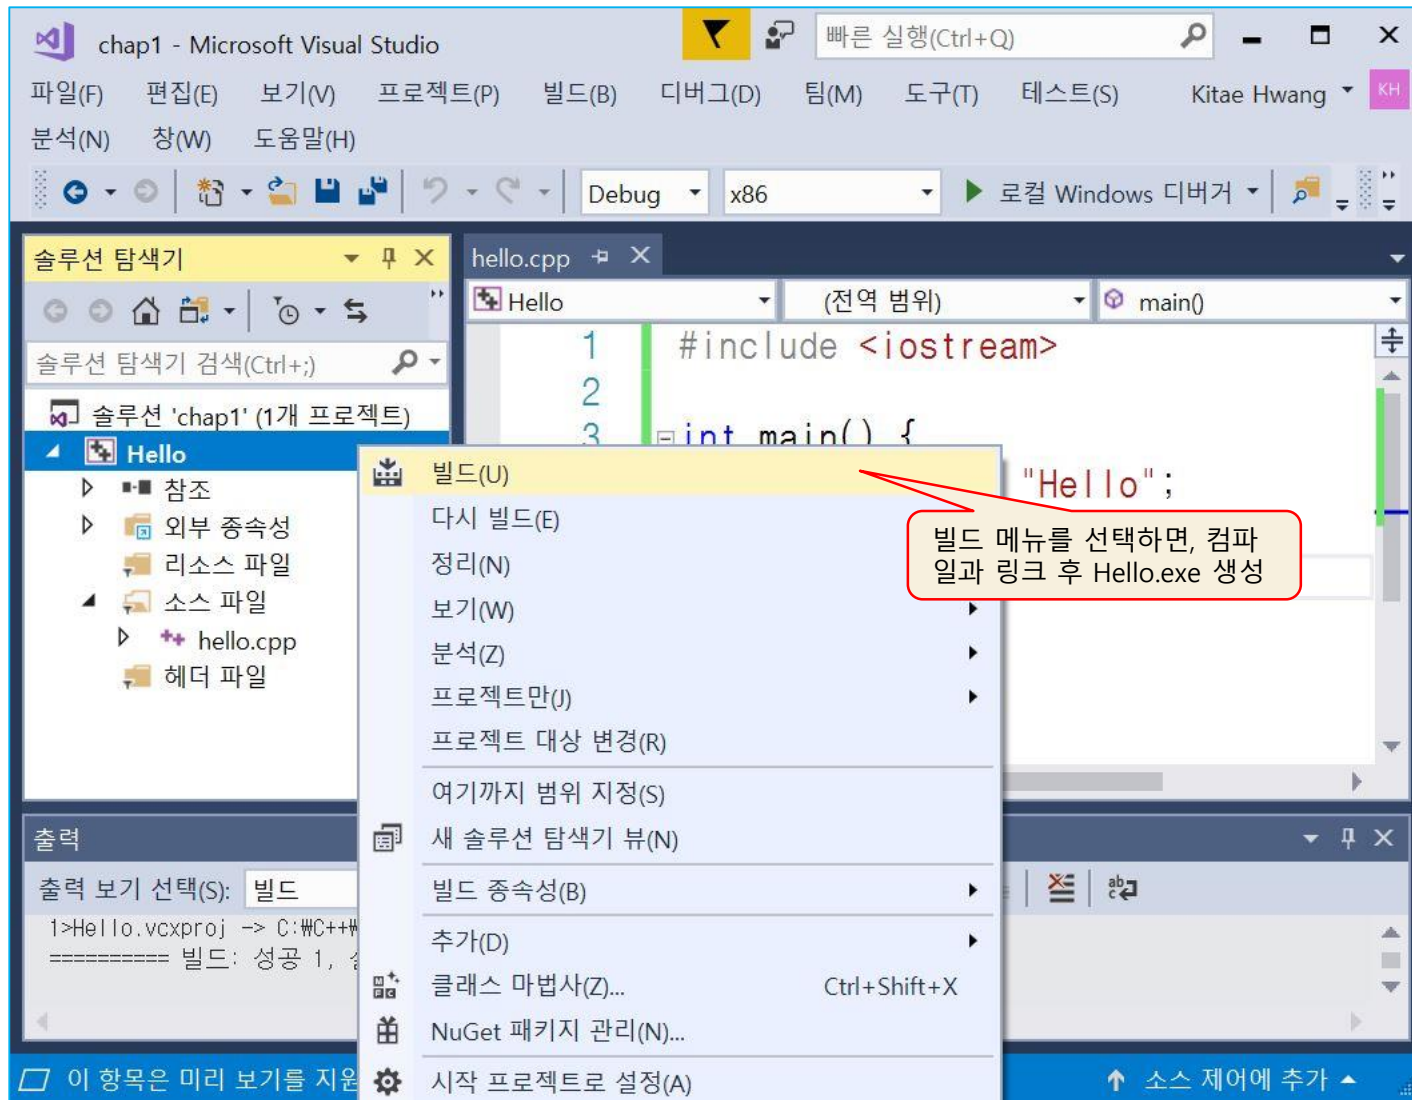 chap1 - Microsoft Visual Studio
빠른 실행(Ctrl+Q)
파일(F) 편집(E) 보기(V) 프로젝트(P) 빌드(B) 디버그(D) 팀(M) 도구(T) 테스트(S) Kitae Hwang KH
분석(N) 창(W) 도움말(H)
Debug x86 로컬 Windows 디버거
솔루션 탐색기
솔루션 탐색기 검색(Ctrl+;)
솔루션 'chap1' (1개 프로젝트)
Hello
참조
외부 종속성
리소스 파일
소스 파일
hello.cpp
헤더 파일
hello.cpp
Hello (전역 범위) main()
1 #include <iostream>
2
3 int main() {
"Hello";
빌드(U)
다시 빌드(E)
정리(N)
보기(W)
분석(Z)
프로젝트만(J)
프로젝트 대상 변경(R)
여기까지 범위 지정(S)
새 솔루션 탐색기 뷰(N)
빌드 종속성(B)
추가(D)
클래스 마법사(Z)... Ctrl+Shift+X
NuGet 패키지 관리(N)...
시작 프로젝트로 설정(A)
빌드 메뉴를 선택하면, 컴파
일과 링크 후 Hello.exe 생성
출력
출력 보기 선택(S): 빌드
1>Hello.vcxproj -> C:₩C++₩
========== 빌드: 성공 1,
이 항목은 미리 보기를 지원
소스 제어에 추가